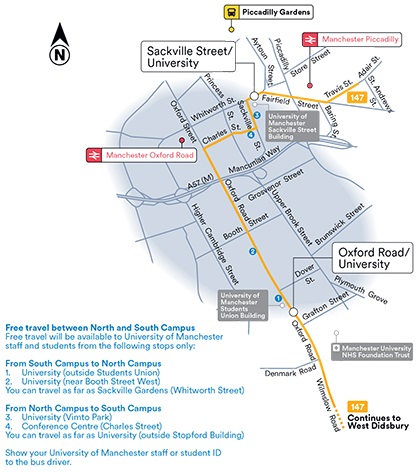 Piccadilly Gardens
Sackville Street/
University
Aytoun Street
Piccadilly
Manchester Piccadilly
Store Street
Travis St.
Adair St.
St. Andrews St.
147
Fairfield Street
Baring St.
Princess St.
Oxford Street
Whitworth St.
Sackville St.
3
4
Charles St.
University of
Manchester
Sackville Street
Building
Manchester Oxford Road
Mancunian Way
A57 (M)
Grosvenor Street
Oxford Road
Upper Brook Street
Booth Street
Brunswick Street
Higher Cambridge Street
2
Oxford Road/
University
Dover St.
Plymouth Grove
University of
Manchester
Students
Union Building
1
Grafton Street
Oxford Road
Manchester University
NHS Foundation Trust
Denmark Road
Wilmslow Road
147
Continues to
West Didsbury
N
Free travel between North and South Campus
Free travel will be available to University of Manchester
staff and students from the following stops only:
From South Campus to North Campus
1. University (outside Students Union)
2. University (near Booth Street West)
You can travel as far as Sackville Gardens (Whitworth Street)
From North Campus to South Campus
3. University (Vimto Park)
4. Conference Centre (Charles Street)
You can travel as far as University (outside Stopford Building)
Show your University of Manchester staff or student ID
to the bus driver.